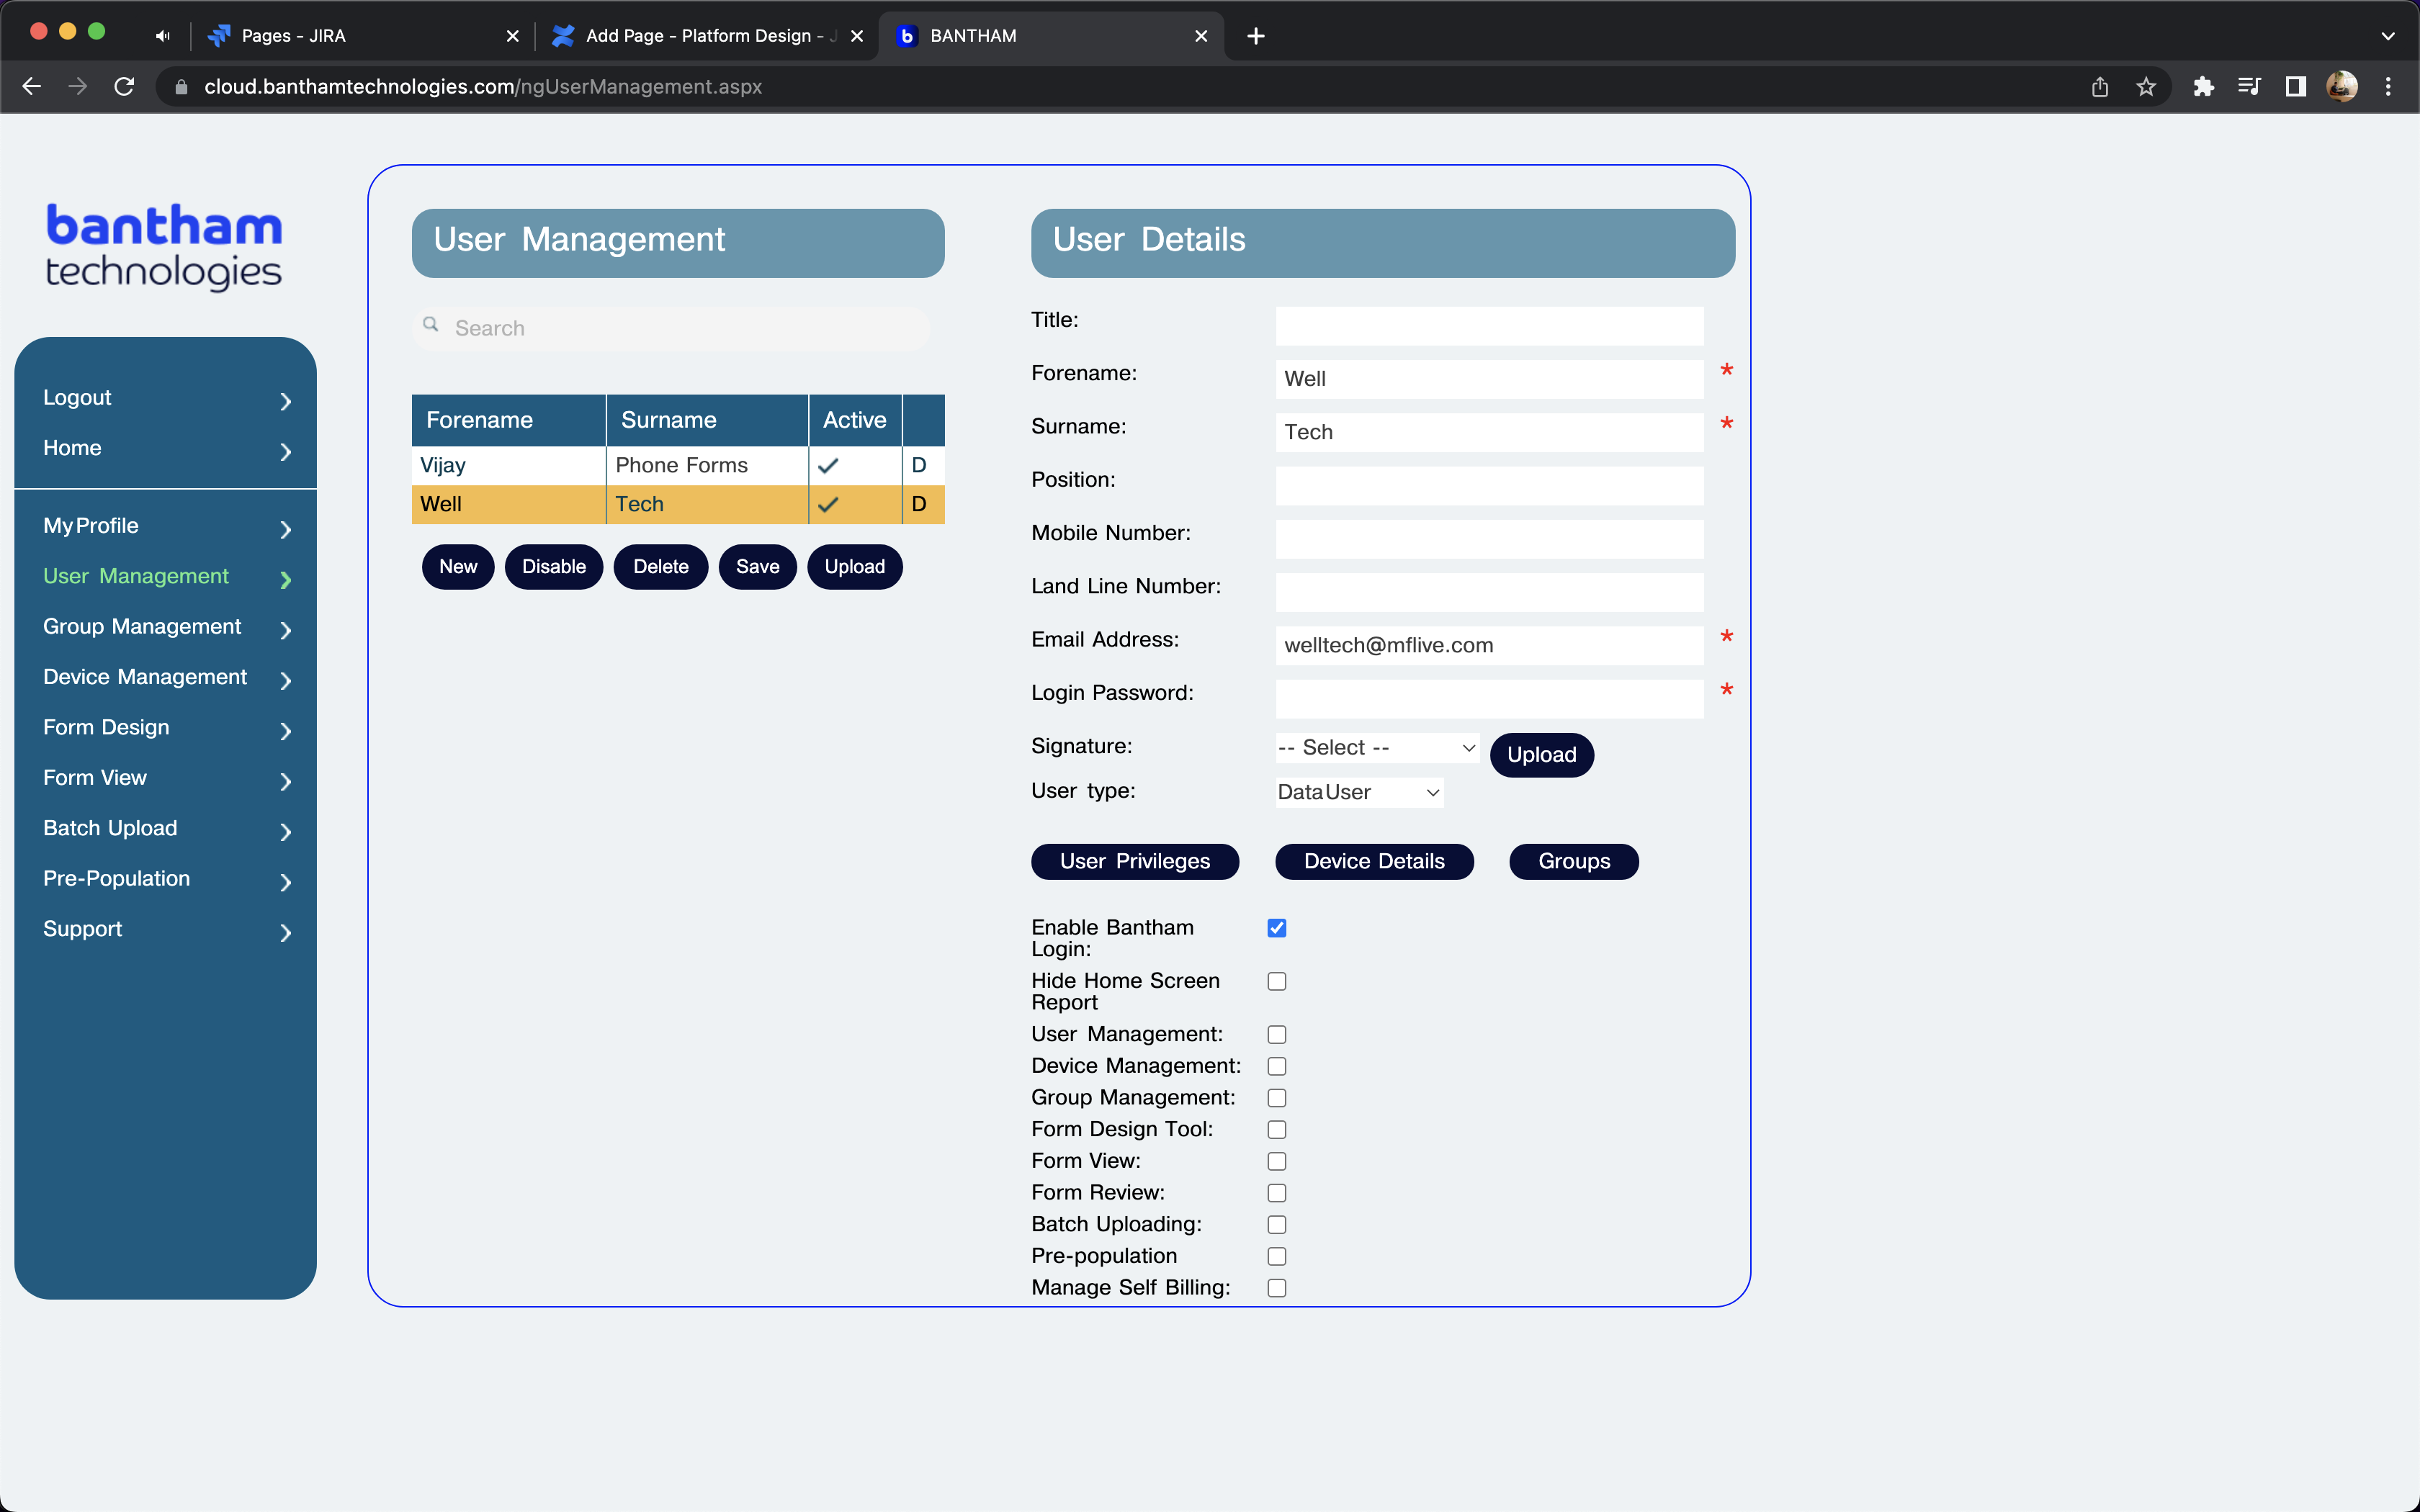 Pages - JIRA
Add Page - Platform Design -
BANTHAM
cloud.banthamtechnologies.com/ngUserManagement.aspx
bantham
technologies
Logout
Home
My Profile
User Management
Group Management
Device Management
Form Design
Form View
Batch Upload
Pre-Population
Support
User Management
Search
Forename Surname Active
Vijay Phone Forms D
Well Tech D
New Disable Delete Save Upload
User Details
Title:
Forename: Well *
Surname: Tech *
Position:
Mobile Number:
Land Line Number:
Email Address: welltech@mflive.com *
Login Password: *
Signature: -- Select -- Upload
User type: DataUser
User Privileges Device Details Groups
Enable Bantham
Login:
Hide Home Screen
Report
User Management:
Device Management:
Group Management:
Form Design Tool:
Form View:
Form Review:
Batch Uploading:
Pre-population
Manage Self Billing: